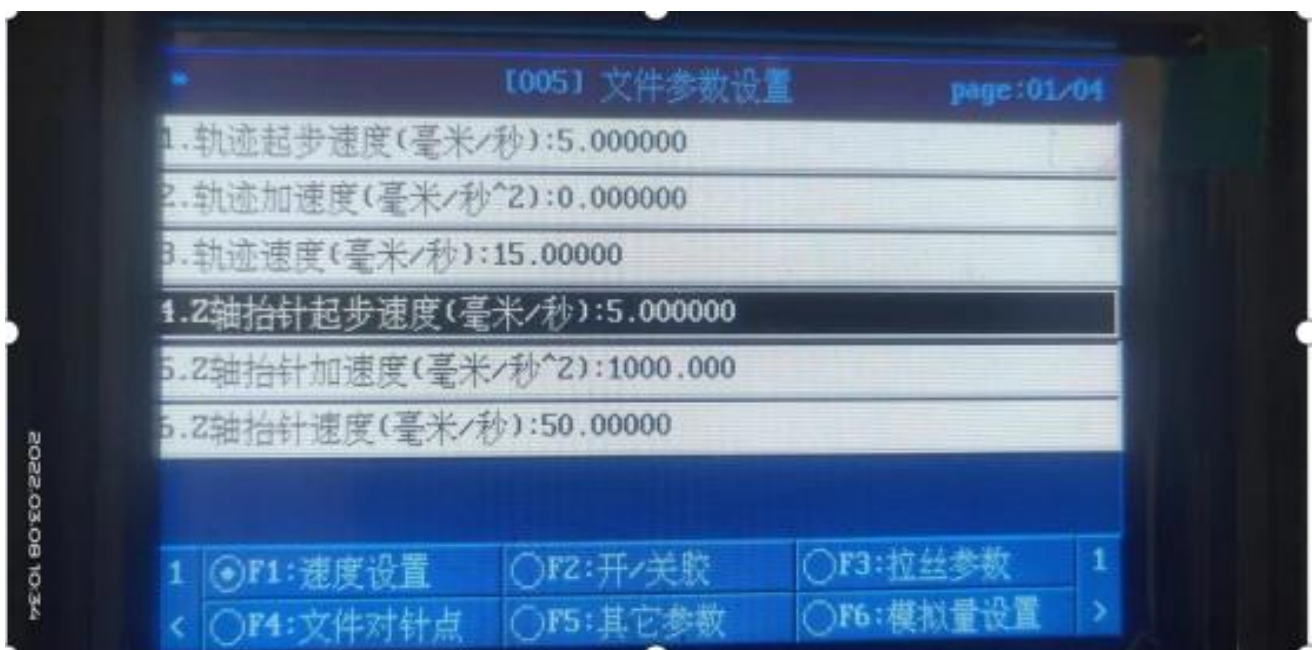 [005] 文件参数设置 page:01/04
1.轨迹起步速度(毫米/秒):5.000000
2.轨迹加速度(毫米/秒^2):0.000000
3.轨迹速度(毫米/秒):15.00000
4.Z轴抬针起步速度(毫米/秒):5.000000
5.Z轴抬针加速度(毫米/秒^2):1000.000
6.Z轴抬针速度(毫米/秒):50.00000
1 F1:速度设置 F2:开/关胶 F3:拉丝参数 1
< F4:文件对针点 F5:其它参数 F6:模拟量设置 >
2022.03.08 10:34